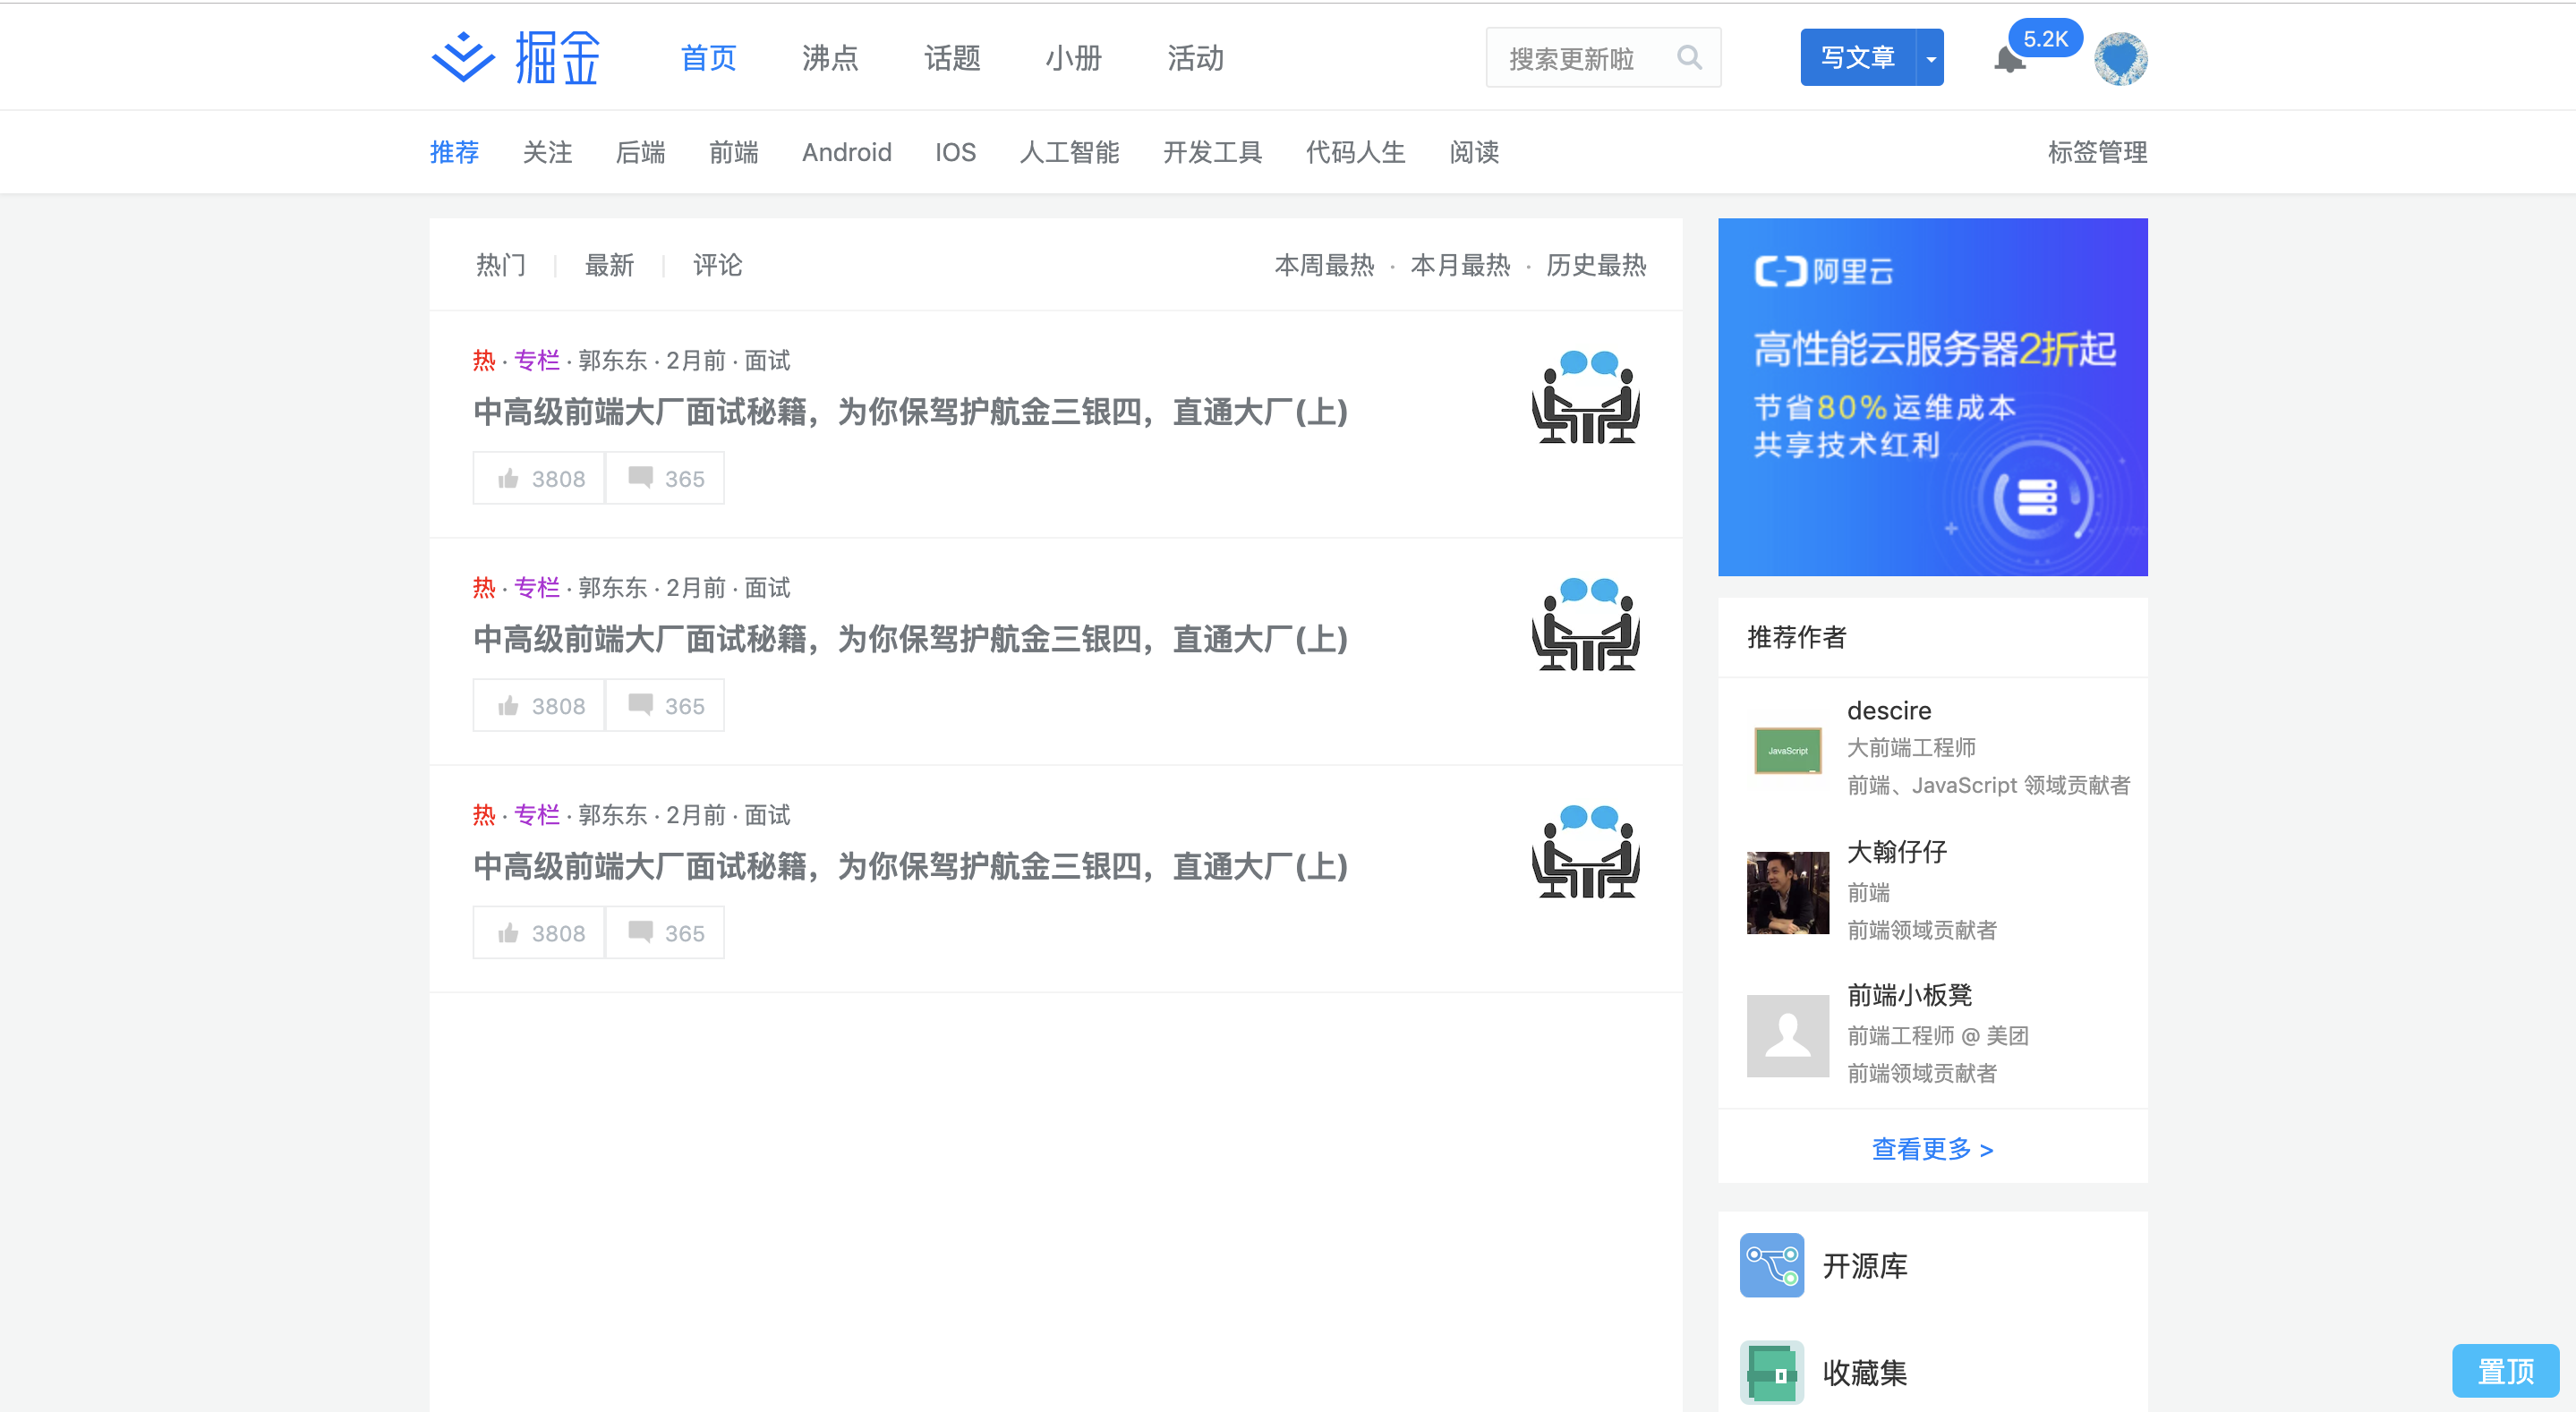 掘金 首页 沸点 话题 小册 活动 搜索更新啦 写文章 5.2K
推荐 关注 后端 前端 Android IOS 人工智能 开发工具 代码人生 阅读 标签管理
热门 | 最新 | 评论 本周最热 · 本月最热 · 历史最热
热 · 专栏 · 郭东东 · 2月前 · 面试
中高级前端大厂面试秘籍，为你保驾护航金三银四，直通大厂(上)
3808 365
热 · 专栏 · 郭东东 · 2月前 · 面试
中高级前端大厂面试秘籍，为你保驾护航金三银四，直通大厂(上)
3808 365
热 · 专栏 · 郭东东 · 2月前 · 面试
中高级前端大厂面试秘籍，为你保驾护航金三银四，直通大厂(上)
3808 365
阿里云
高性能云服务器2折起
节省80%运维成本
共享技术红利
推荐作者
JavaScript
descire
大前端工程师
前端、JavaScript 领域贡献者
大翰仔仔
前端
前端领域贡献者
前端小板凳
前端工程师 @ 美团
前端领域贡献者
查看更多 >
开源库
收藏集
置顶